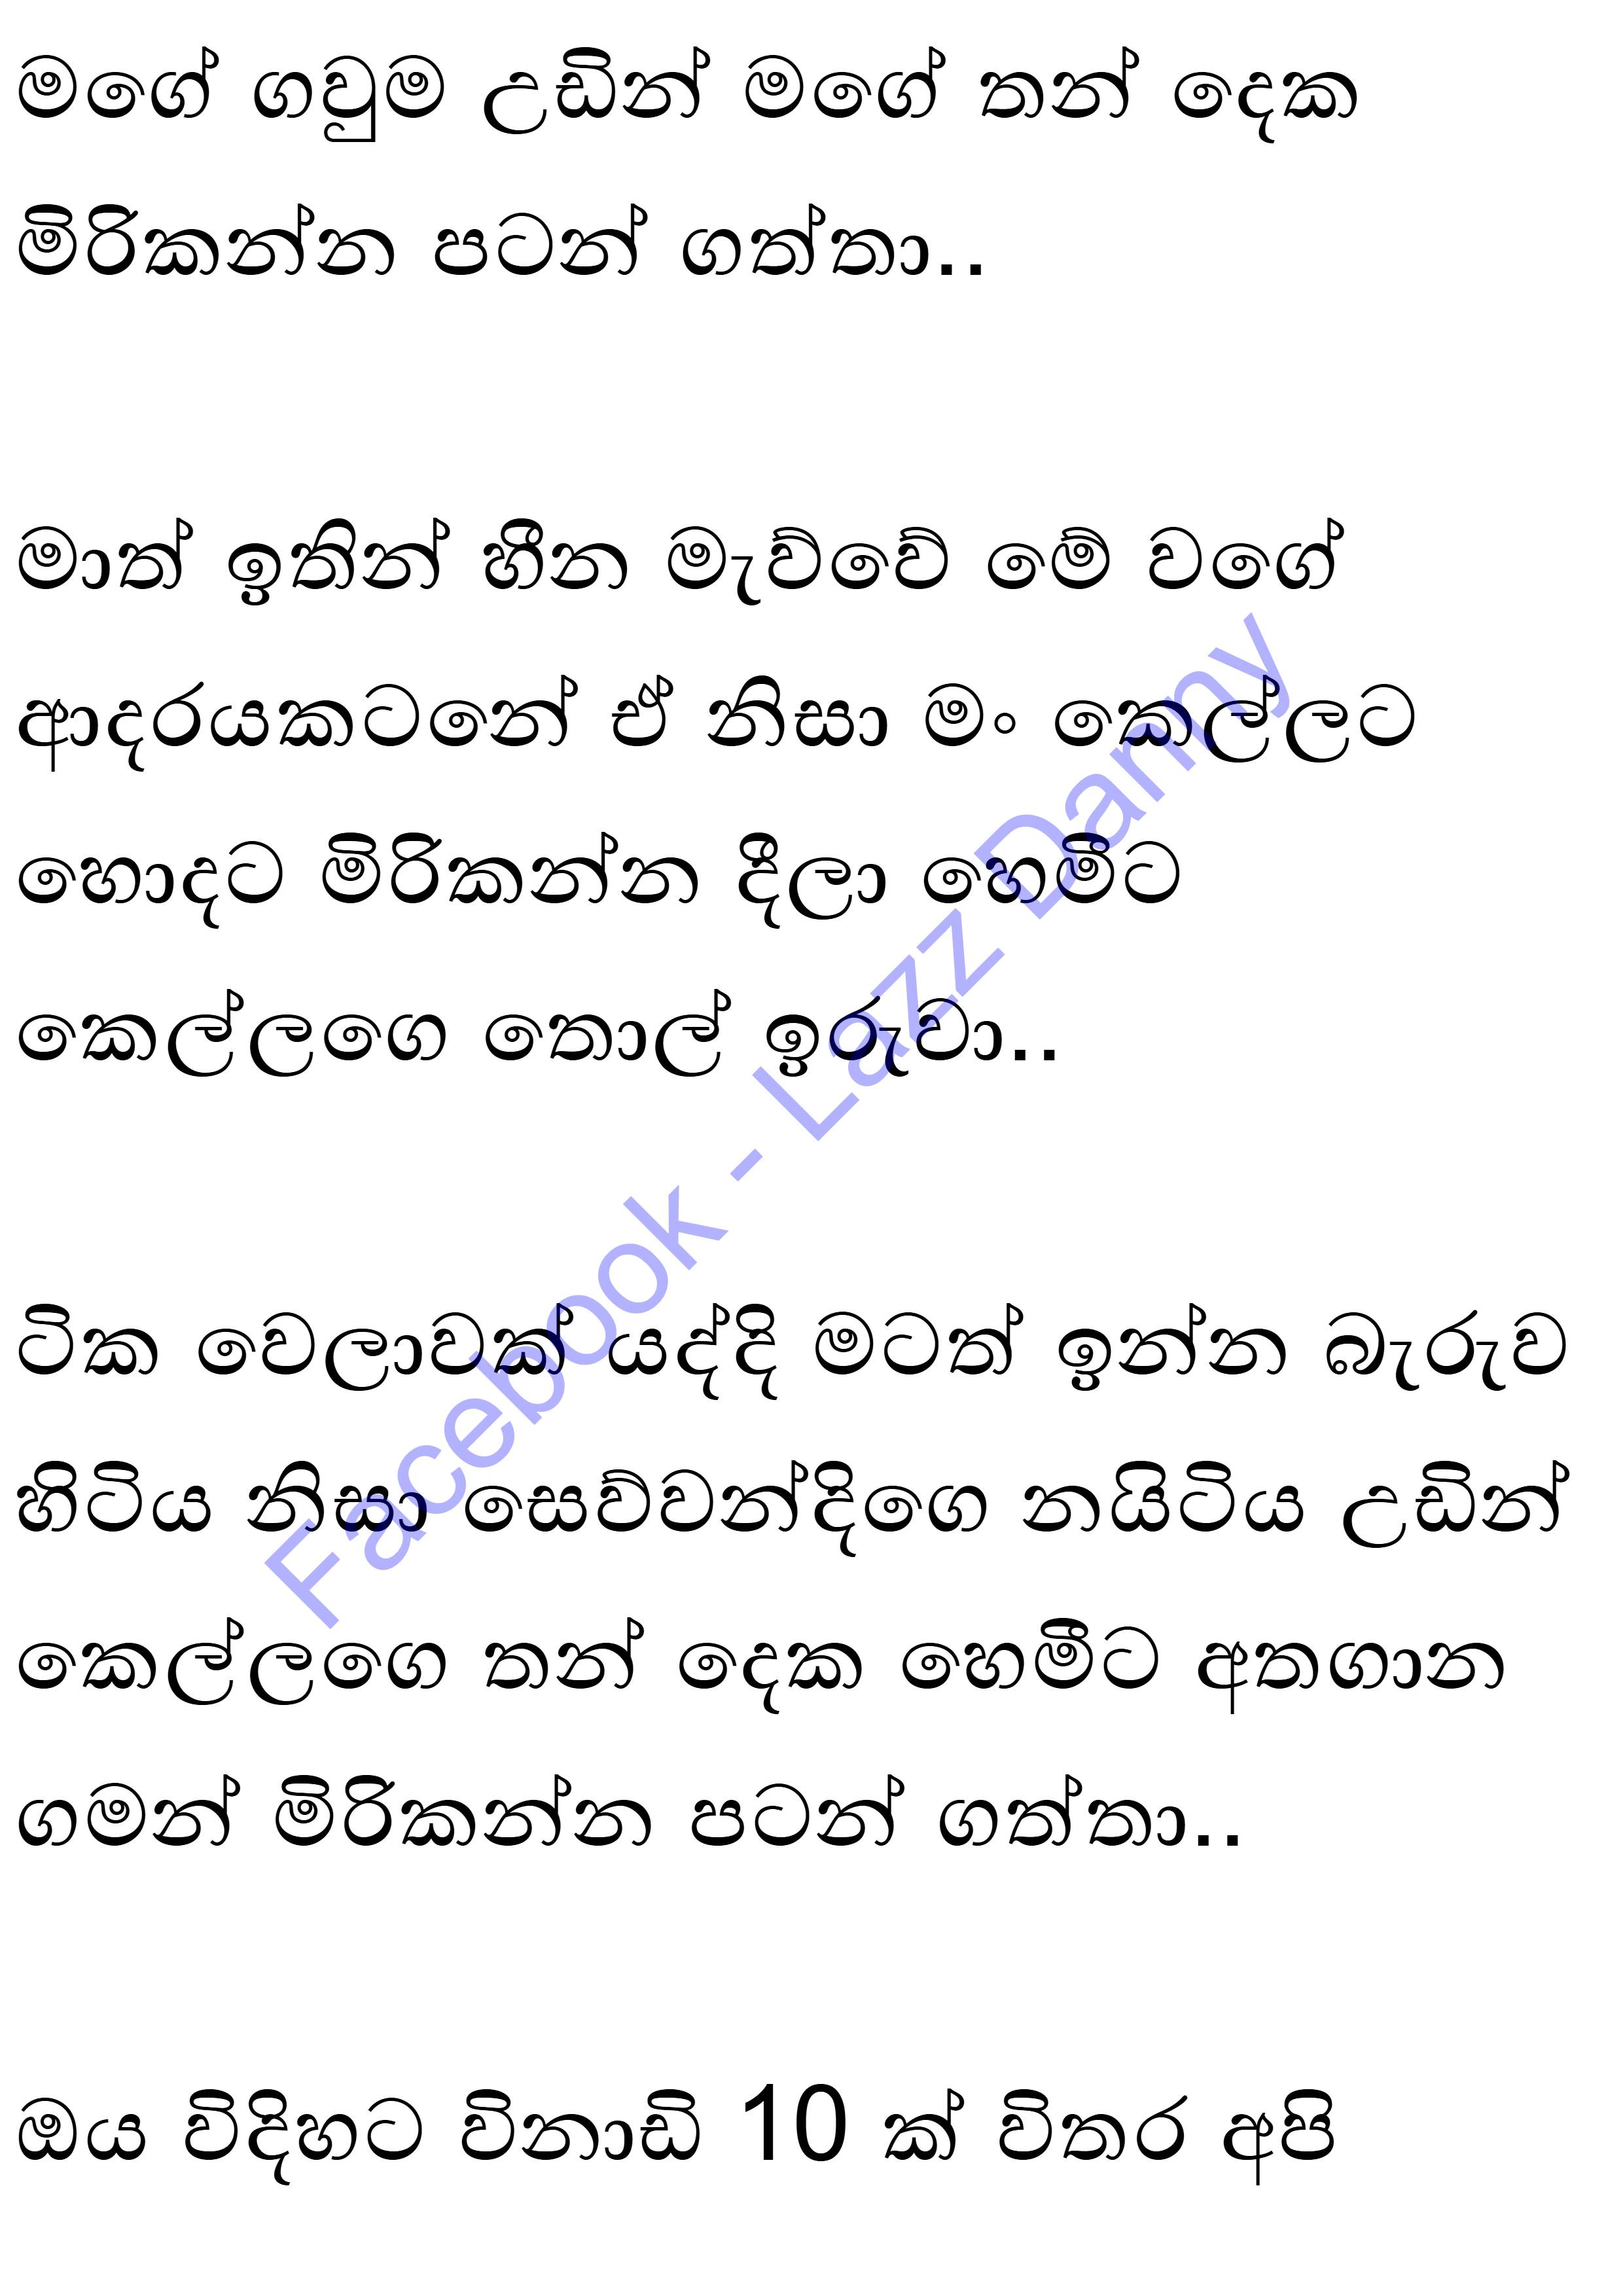 මගේ ගවුම උඩින් මගේ තන් දෙක
මිරිකන්න පටන් ගත්තා..
මාත් ඉතින් හීන මැව්වේ මේ වගේ
ආදරයකටනේ ඒ නිසා මං කෙල්ලට
හොදට මිරිකන්න දීලා හෙමීට
කෙල්ලගෙ තොල් ඉරුවා..
ටික වෙලාවක් යද්දි මටත් ඉන්න බැරුව
හිටිය නිසා සෙව්වන්දිගෙ නයිටිය උඩින්
කෙල්ලගෙ තන් දෙක හෙමීට අතගාන
ගමන් මිරිකන්න පටන් ගත්තා..
ඔය විදිහට විනාඩි 10 ක් විතර අපි
Facebook - Lazz Danny